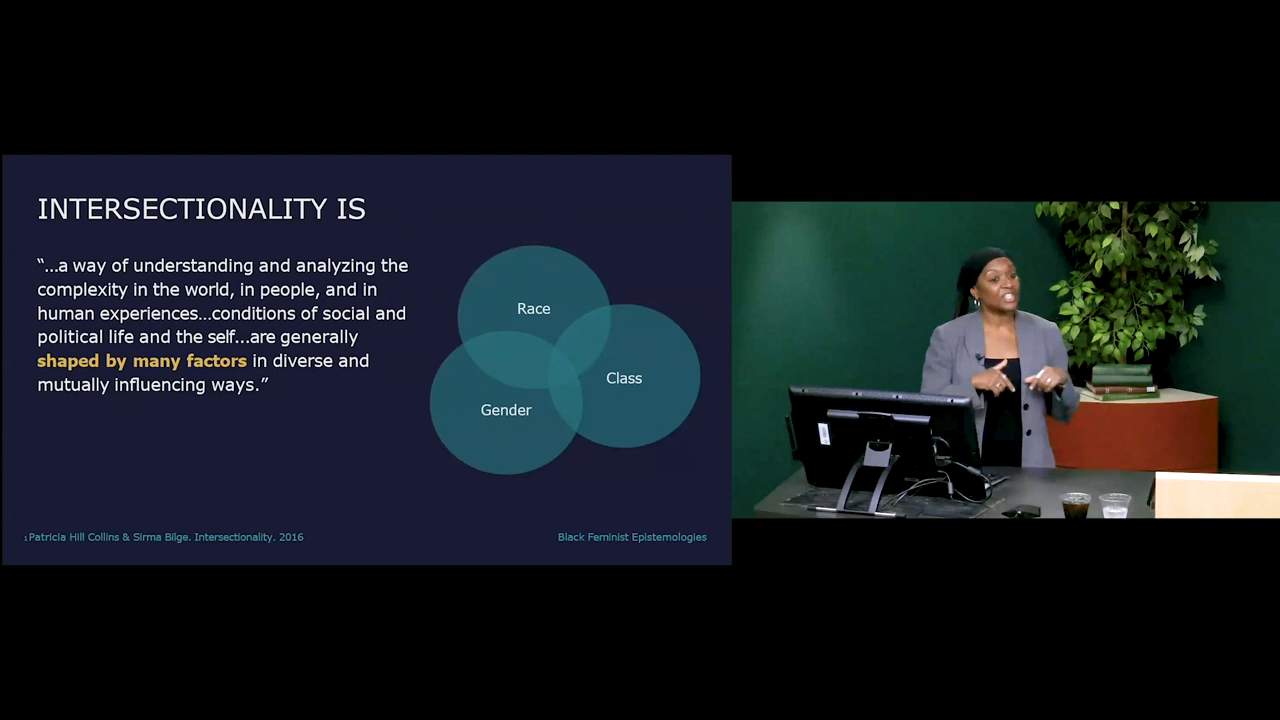 INTERSECTIONALITY IS
“...a way of understanding and analyzing the
complexity in the world, in people, and in
human experiences...conditions of social and
political life and the self...are generally
shaped by many factors in diverse and
mutually influencing ways.”
Race
Class
Gender
1Patricia Hill Collins & Sirma Bilge. Intersectionality. 2016
Black Feminist Epistemologies